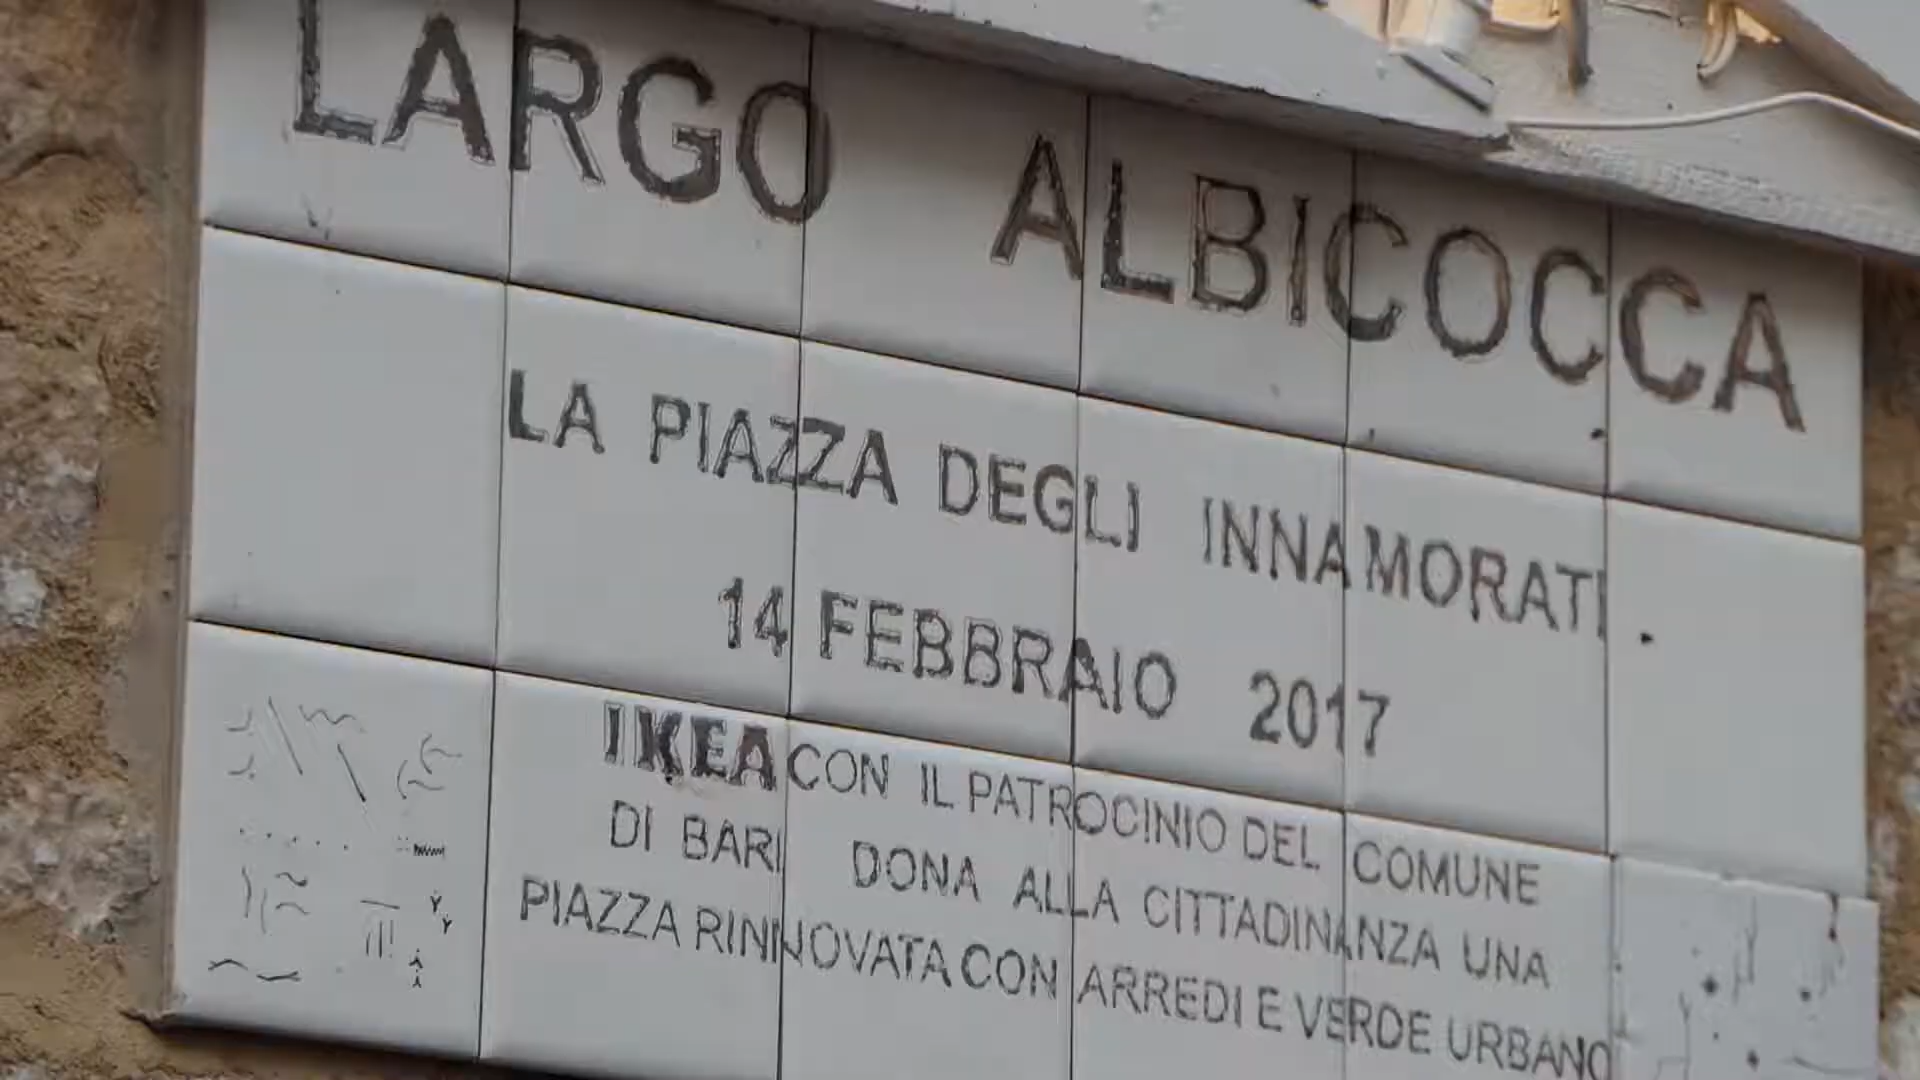 LARGO ALBICOCCA
LA PIAZZA DEGLI INNAMORATI.
14 FEBBRAIO 2017
IKEA CON IL PATROCINIO DEL COMUNE
DI BARI DONA ALLA CITTADINANZA UNA
PIAZZA RINNOVATA CON ARREDI E VERDE URBANO